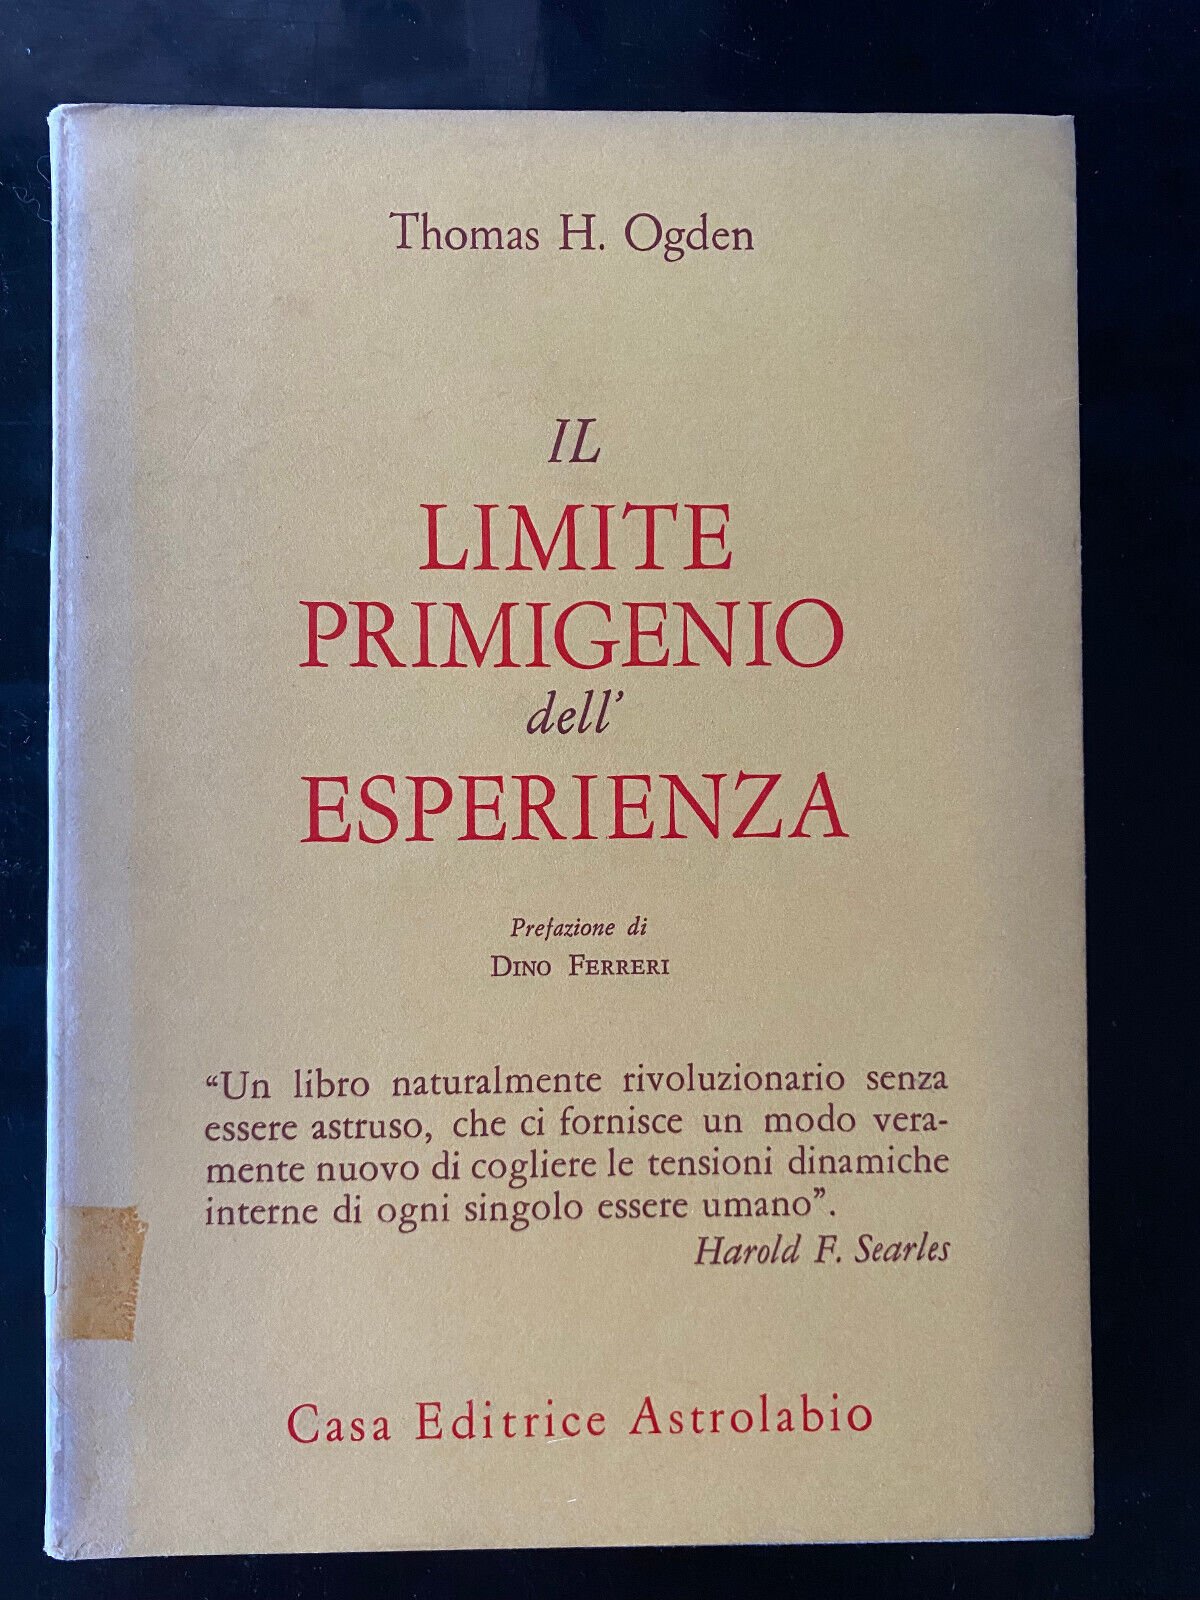 Thomas H. Ogden
IL
LIMITE
PRIMIGENIO
dell'
ESPERIENZA
Prefazione di
DINO FERRERI
“Un libro naturalmente rivoluzionario senza
essere astruso, che ci fornisce un modo vera-
mente nuovo di cogliere le tensioni dinamiche
interne di ogni singolo essere umano”.
Harold F. Searles
Casa Editrice Astrolabio